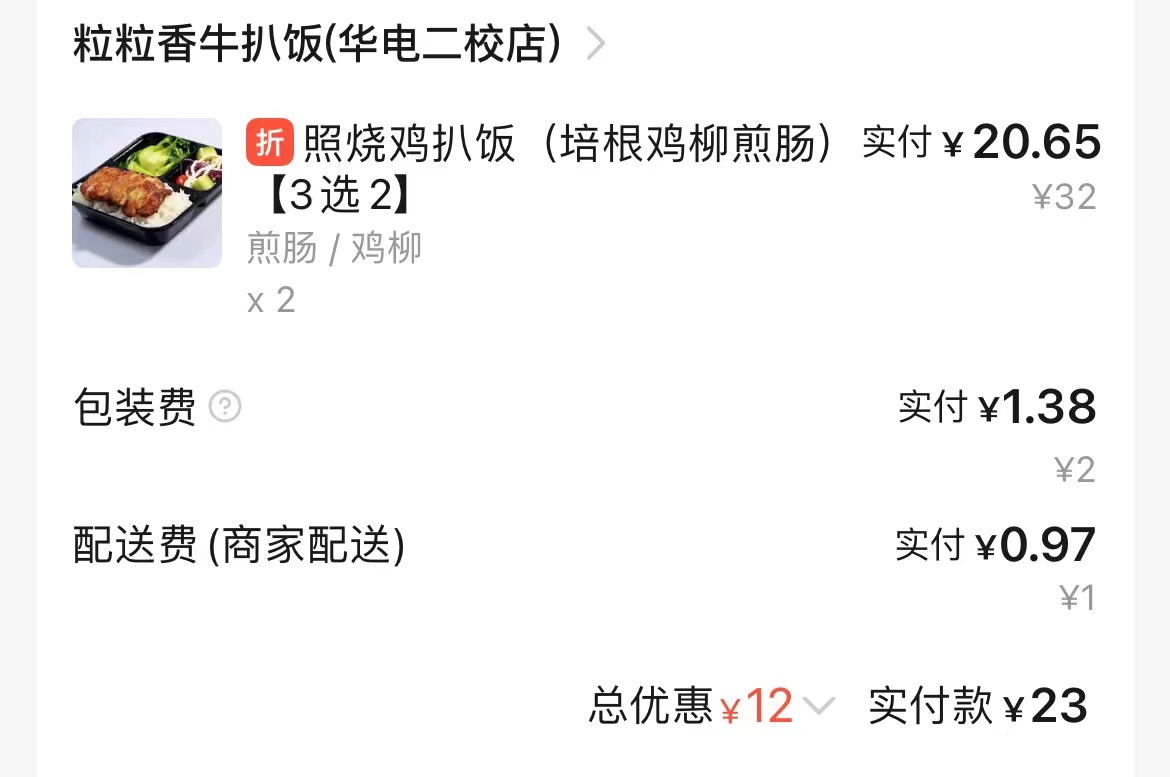 粒粒香牛扒饭(华电二校店)
折 照烧鸡扒饭（培根鸡柳煎肠） 实付 ¥20.65
【3选2】 ¥32
煎肠 / 鸡柳
x 2
包装费 ? 实付 ¥1.38
¥2
配送费 (商家配送) 实付 ¥0.97
¥1
总优惠 ¥12 实付款 ¥23